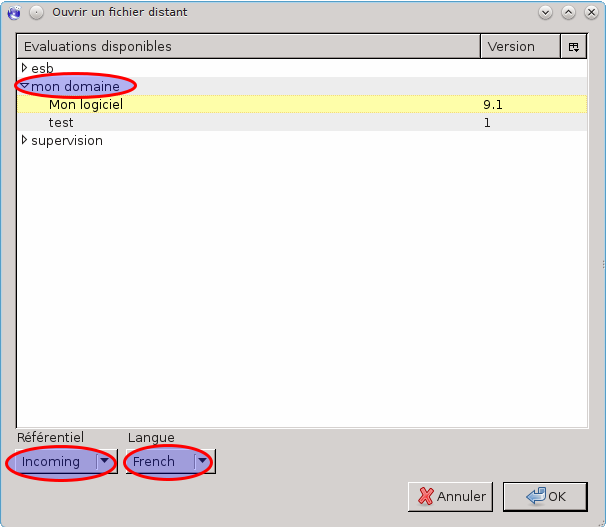 Ouvrir un fichier distant
Evaluations disponibles Version
esb
mon domaine
Mon logiciel 9.1
test 1
supervision
Référentiel Langue
Incoming French
Annuler OK